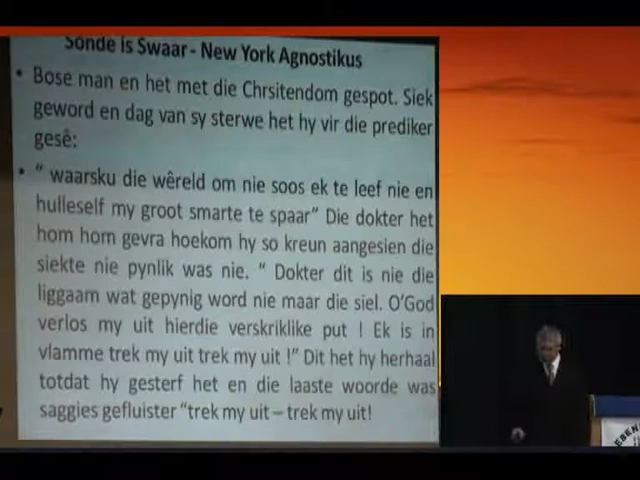 Sonde is Swaar - New York Agnostikus
• Bose man en het met die Chrsitendom gespot. Siek
geword en dag van sy sterwe het hy vir die prediker
gesê:
• “ waarsku die wêreld om nie soos ek te leef nie en
hulleself my groot smarte te spaar” Die dokter het
hom hom gevra hoekom hy so kreun aangesien die
siekte nie pynlik was nie. “ Dokter dit is nie die
liggaam wat gepynig word nie maar die siel. O’God
verlos my uit hierdie verskriklike put ! Ek is in
vlamme trek my uit trek my uit !” Dit het hy herhaal
totdat hy gesterf het en die laaste woorde was
saggies gefluister “trek my uit – trek my uit!